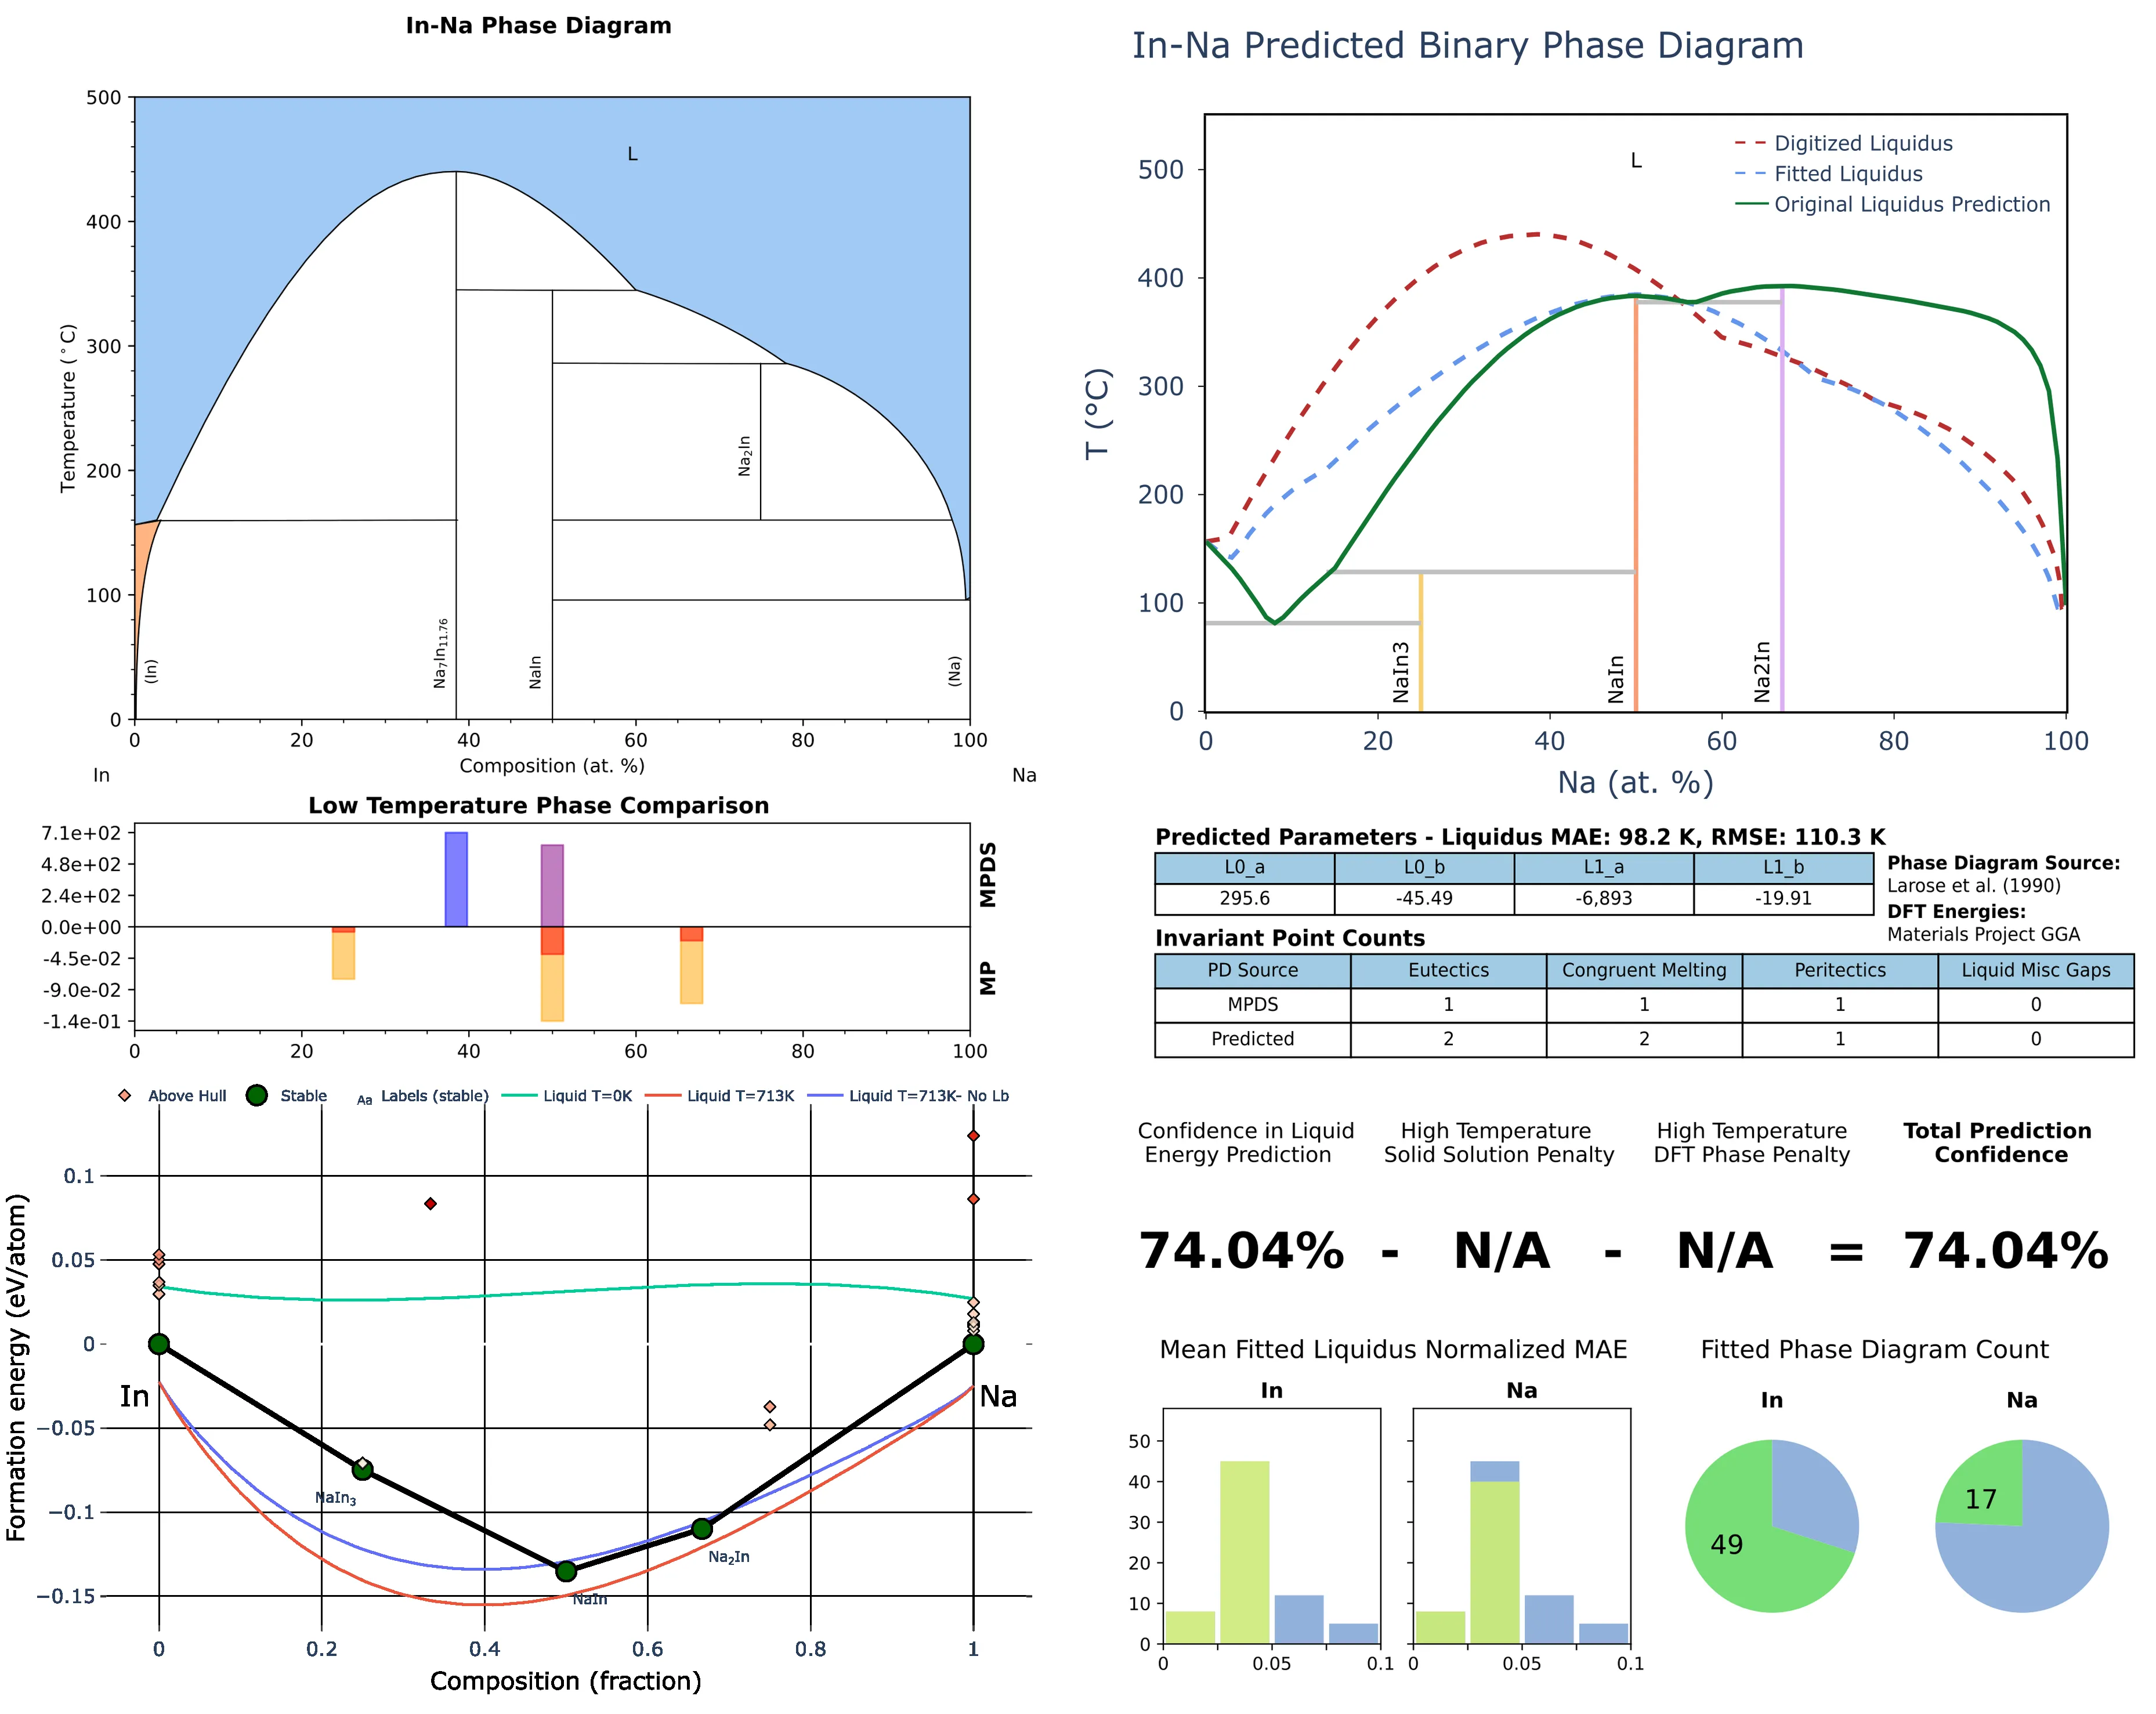 In-Na Phase Diagram
500
400
300
200
100
0
Temperature (°C)
L
Na₂In
Na₇In₁₁.₇₆
NaIn
(In)
(Na)
0 20 40 60 80 100
Composition (at. %)
In
Na
In-Na Predicted Binary Phase Diagram
T (°C)
500
400
300
200
100
0
L
Digitized Liquidus
Fitted Liquidus
Original Liquidus Prediction
NaIn3
NaIn
Na2In
0 20 40 60 80 100
Na (at. %)
Low Temperature Phase Comparison
7.1e+02
4.8e+02
2.4e+02
0.0e+00
-4.5e-02
-9.0e-02
-1.4e-01
MPDS
MP
0 20 40 60 80 100
Predicted Parameters - Liquidus MAE: 98.2 K, RMSE: 110.3 K
L0_a L0_b L1_a L1_b
295.6 -45.49 -6,893 -19.91
Phase Diagram Source:
Larose et al. (1990)
DFT Energies:
Materials Project GGA
Invariant Point Counts
PD Source Eutectics Congruent Melting Peritectics Liquid Misc Gaps
MPDS 1 1 1 0
Predicted 2 2 1 0
Above Hull Stable Aa Labels (stable) Liquid T=0K Liquid T=713K Liquid T=713K- No Lb
Formation energy (eV/atom)
0.1
0.05
0
−0.05
−0.1
−0.15
In
Na
NaIn₃
NaIn
Na₂In
0 0.2 0.4 0.6 0.8 1
Composition (fraction)
Confidence in Liquid
Energy Prediction
High Temperature
Solid Solution Penalty
High Temperature
DFT Phase Penalty
Total Prediction
Confidence
74.04% - N/A - N/A = 74.04%
Mean Fitted Liquidus Normalized MAE
In
Na
50
40
30
20
10
0
0 0.05 0.1
0 0.05 0.1
Fitted Phase Diagram Count
In
Na
49
17